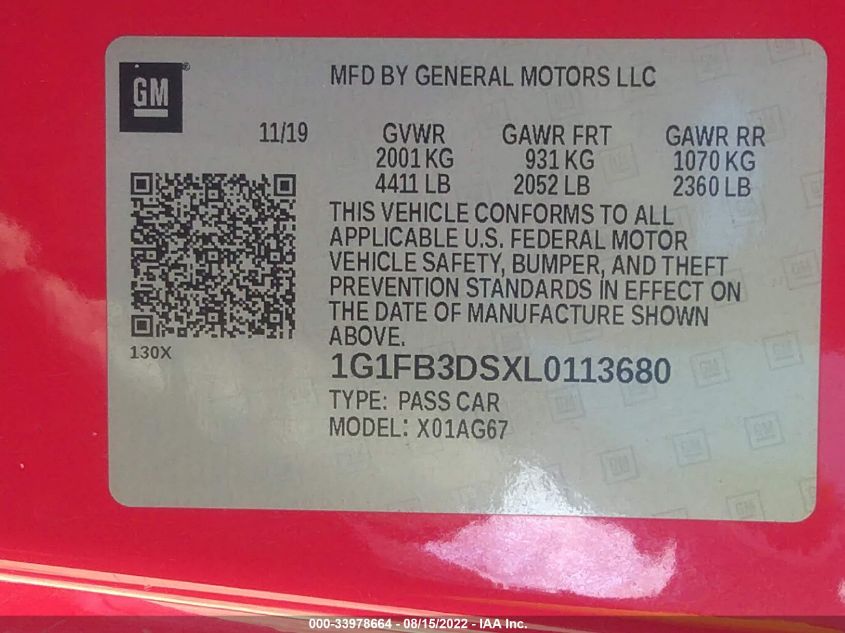 GM®
MFD BY GENERAL MOTORS LLC
11/19 GVWR GAWR FRT GAWR RR
2001 KG 931 KG 1070 KG
4411 LB 2052 LB 2360 LB
THIS VEHICLE CONFORMS TO ALL
APPLICABLE U.S. FEDERAL MOTOR
VEHICLE SAFETY, BUMPER, AND THEFT
PREVENTION STANDARDS IN EFFECT ON
THE DATE OF MANUFACTURE SHOWN
ABOVE.
130X
1G1FB3DSXL0113680
TYPE: PASS CAR
MODEL: X01AG67
000-33978664 - 08/15/2022 - IAA Inc.